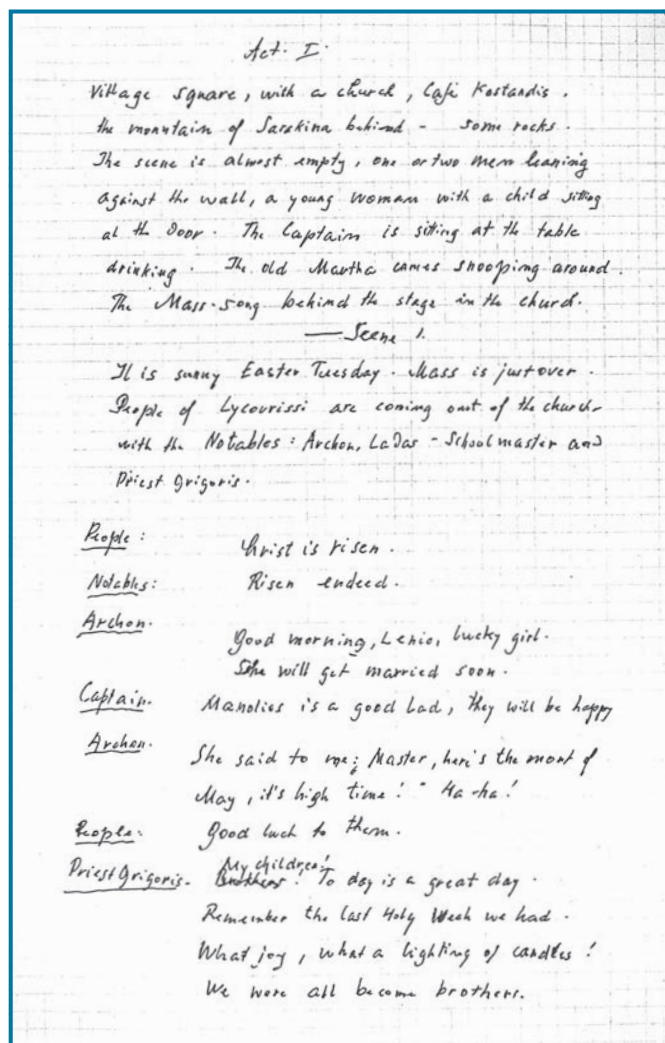 Act. I.
Village square, with a church, Café Kostandis.
the mountain of Sarakina behind - some rocks.
The scene is almost empty, one or two men leaning
against the wall, a young woman with a child sitting
at the door. The Captain is sitting at the table
drinking. The old Martha comes snooping around.
The Mass-song behind the stage in the church.
— Scene 1.
It is sunny Easter Tuesday. Mass is just over.
People of Lycourissi are coming out of the church
with the Notables: Archon, Ladas - Schoolmaster and
Priest Grigoris.
People: Christ is risen.
Notables: Risen endeed.
Archon. Good morning, Lenio, lucky girl.
She will get married soon.
Captain. Manolios is a good lad, they will be happy
Archon. She said to me; Master, here's the mont of
May, it's high time!" Ha-ha!
People: Good luck to them.
My children!
Priest Grigoris. Brothers! To day is a great day.
Remember the last Holy Week we had.
What joy, what a lighting of candles!
We were all become brothers.